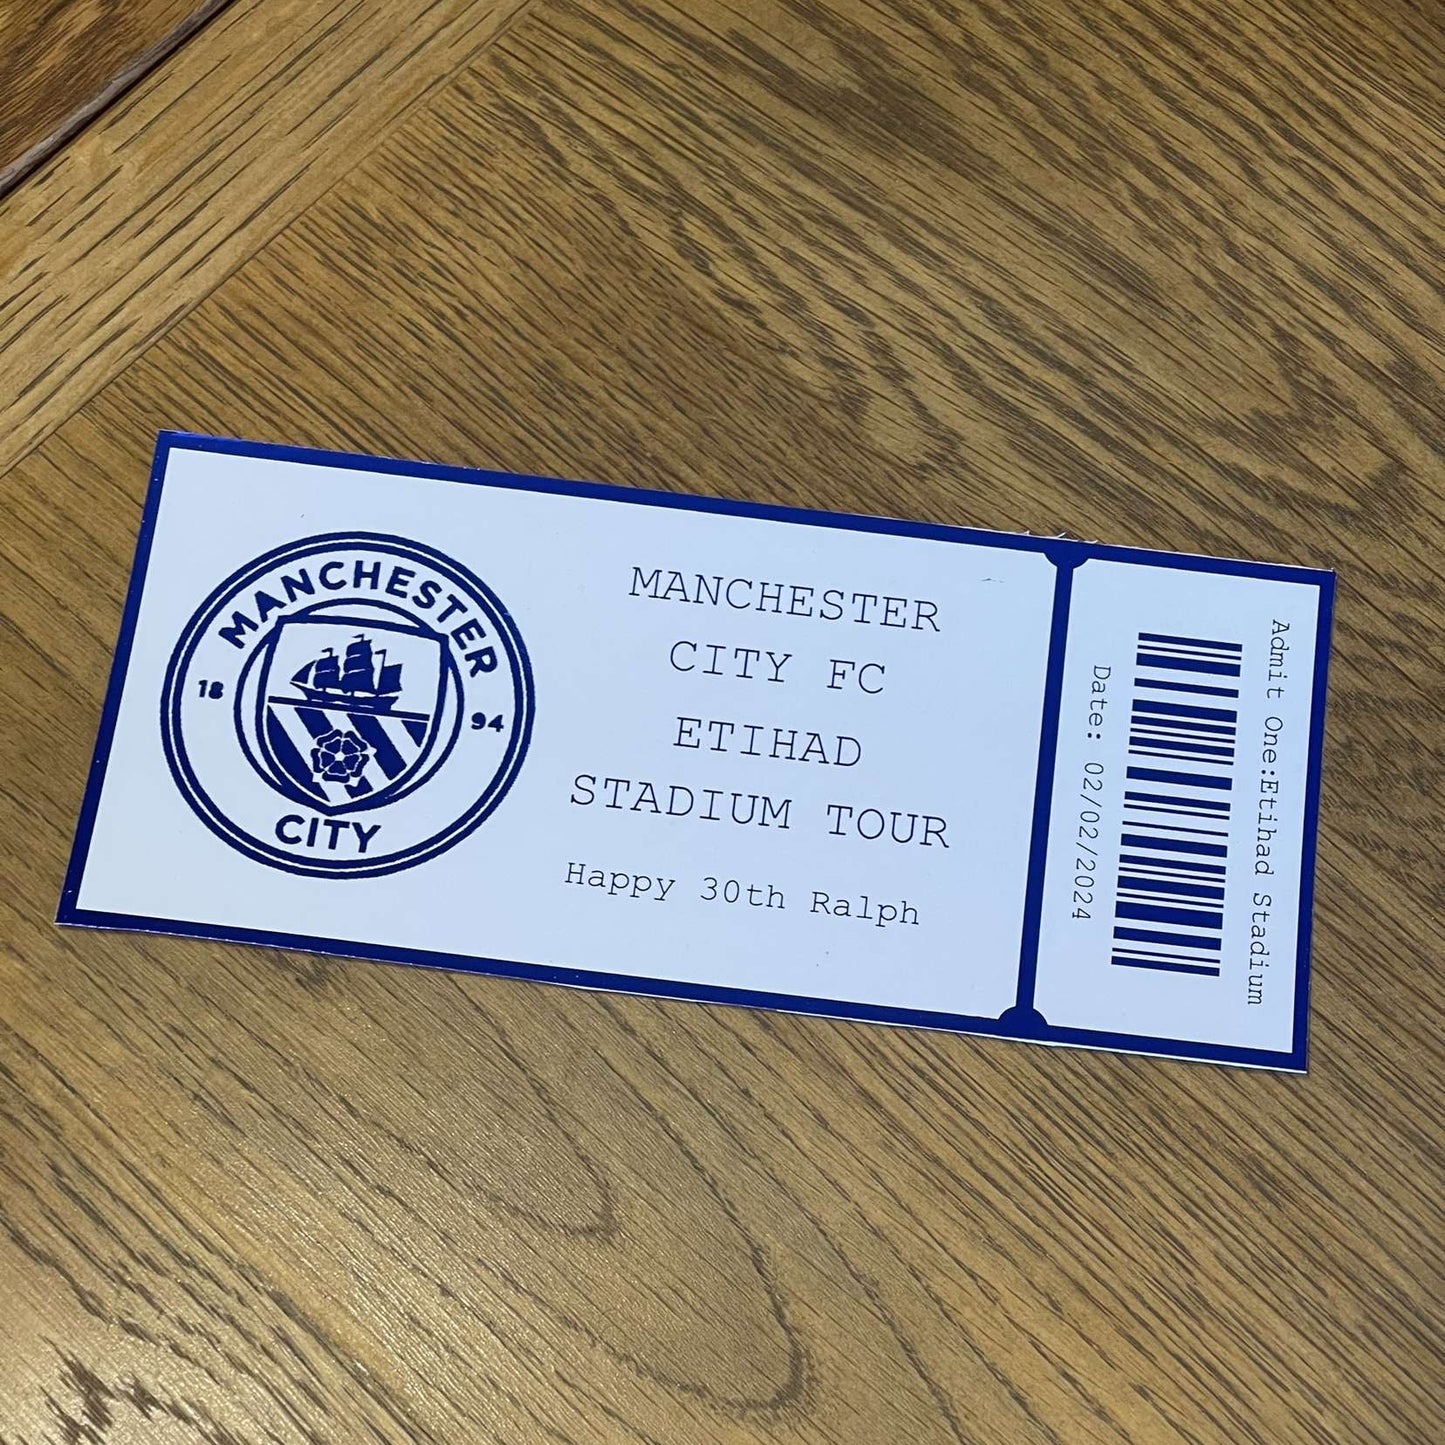 MANCHESTER
18 94
CITY
MANCHESTER
CITY FC
ETIHAD
STADIUM TOUR
Happy 30th Ralph
Admit One:Etihad Stadium
Date: 02/02/2024